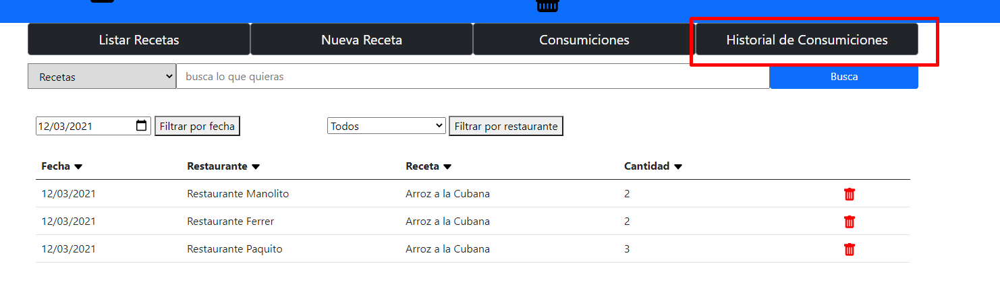 Listar Recetas Nueva Receta Consumiciones Historial de Consumiciones
Recetas busca lo que quieras Busca
12/03/2021 Filtrar por fecha Todos Filtrar por restaurante
Fecha Restaurante Receta Cantidad
12/03/2021 Restaurante Manolito Arroz a la Cubana 2
12/03/2021 Restaurante Ferrer Arroz a la Cubana 2
12/03/2021 Restaurante Paquito Arroz a la Cubana 3